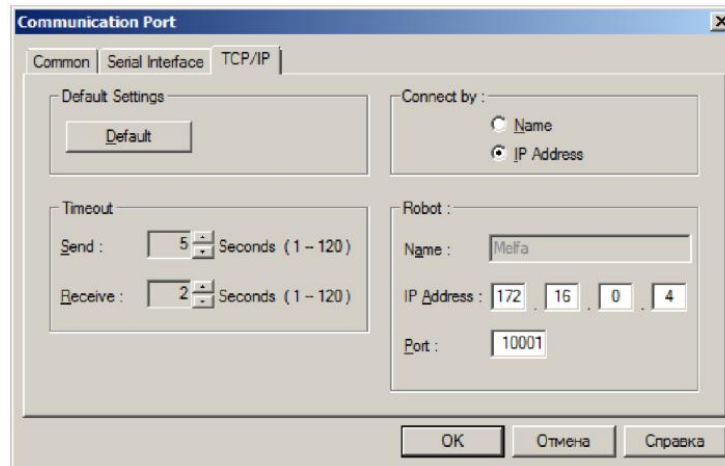 Communication Port
Common Serial Interface TCP/IP
Default Settings
Default
Connect by :
Name
IP Address
Timeout
Send : 5 Seconds ( 1 – 120 )
Receive : 2 Seconds ( 1 – 120 )
Robot :
Name : Melfa
IP Address : 172 . 16 . 0 . 4
Port : 10001
OK Отмена Справка